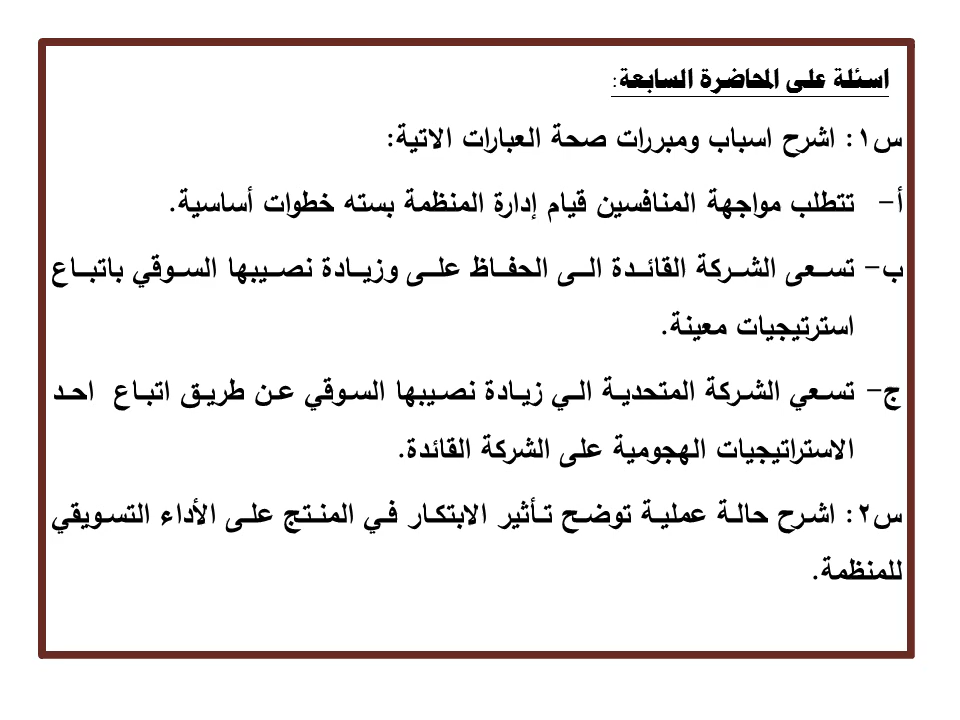 اسئلة على المحاضرة السابعة:
س١: اشرح اسباب ومبررات صحة العبارات الاتية:
أ- تتطلب مواجهة المنافسين قيام إدارة المنظمة بسته خطوات أساسية.
ب- تسعى الشركة القائدة الى الحفاظ على وزيادة نصيبها السوقي باتباع
استرتيجيات معينة.
ج- تسعي الشركة المتحدية الي زيادة نصيبها السوقي عن طريق اتباع احد
الاستراتيجيات الهجومية على الشركة القائدة.
س٢: اشرح حالة عملية توضح تأثير الابتكار في المنتج على الأداء التسويقي
للمنظمة.